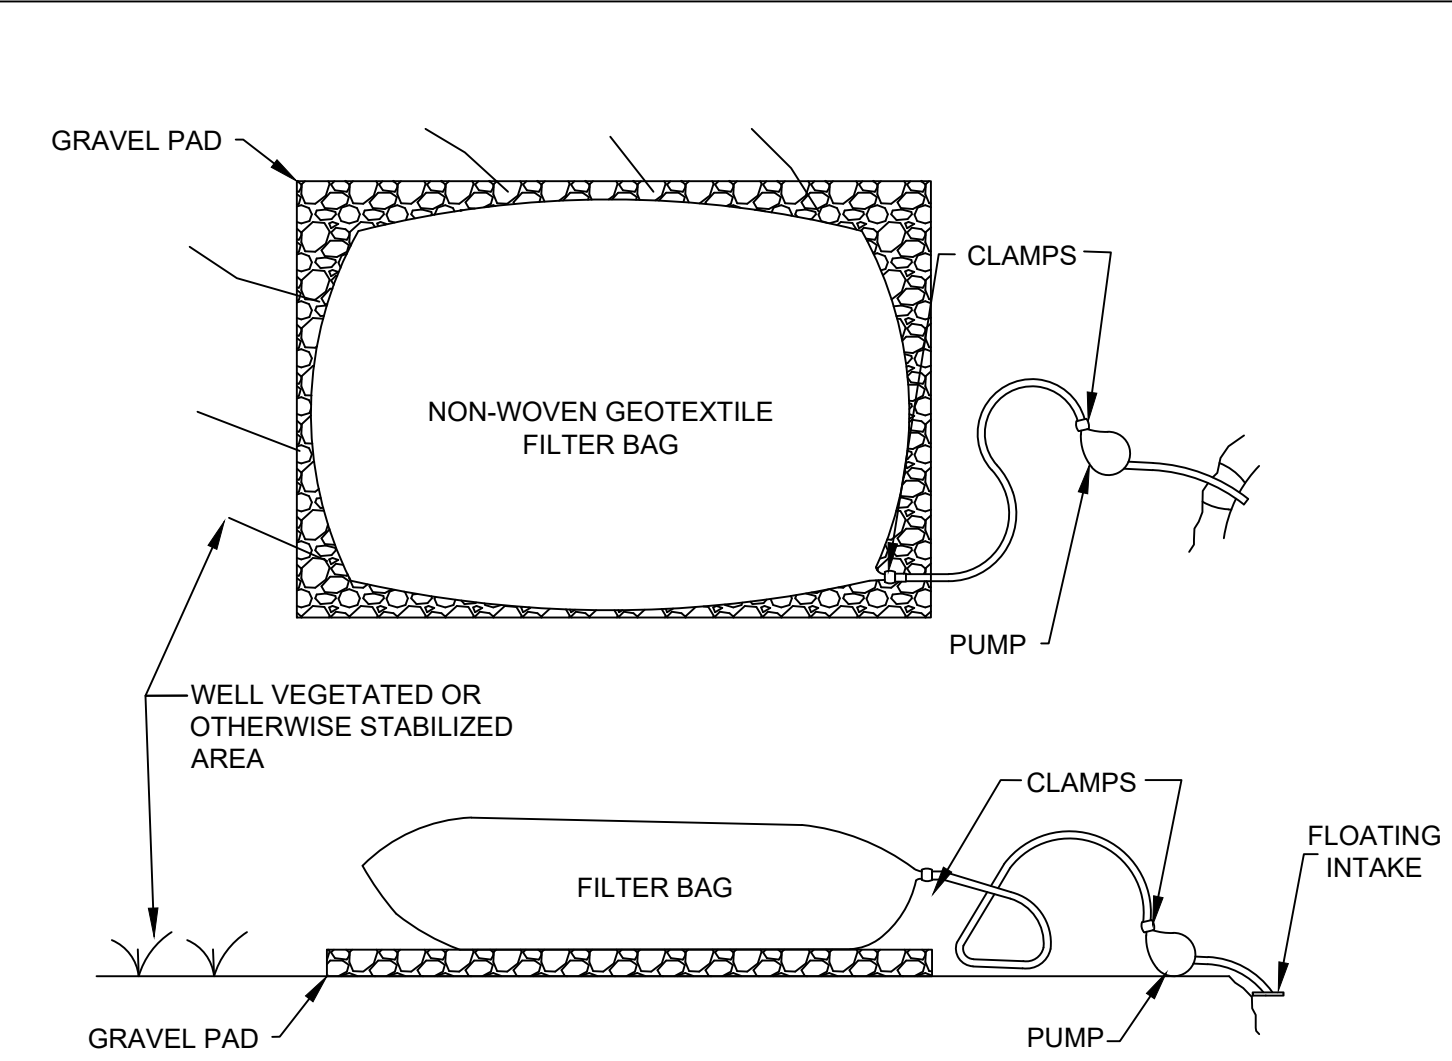 GRAVEL PAD
CLAMPS
NON-WOVEN GEOTEXTILE
FILTER BAG
PUMP
WELL VEGETATED OR
OTHERWISE STABILIZED
AREA
CLAMPS
FLOATING
INTAKE
FILTER BAG
GRAVEL PAD
PUMP